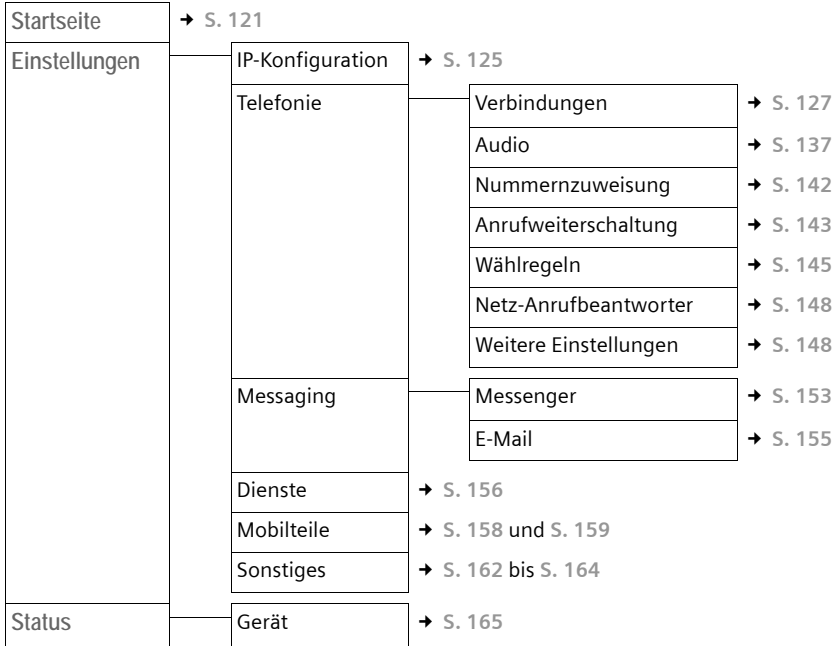 Startseite → S. 121
Einstellungen IP-Konfiguration → S. 125
Telefonie Verbindungen → S. 127
Audio → S. 137
Nummernzuweisung → S. 142
Anrufweiterschaltung → S. 143
Wählregeln → S. 145
Netz-Anrufbeantworter → S. 148
Weitere Einstellungen → S. 148
Messaging Messenger → S. 153
E-Mail → S. 155
Dienste → S. 156
Mobilteile → S. 158 und S. 159
Sonstiges → S. 162 bis S. 164
Status Gerät → S. 165